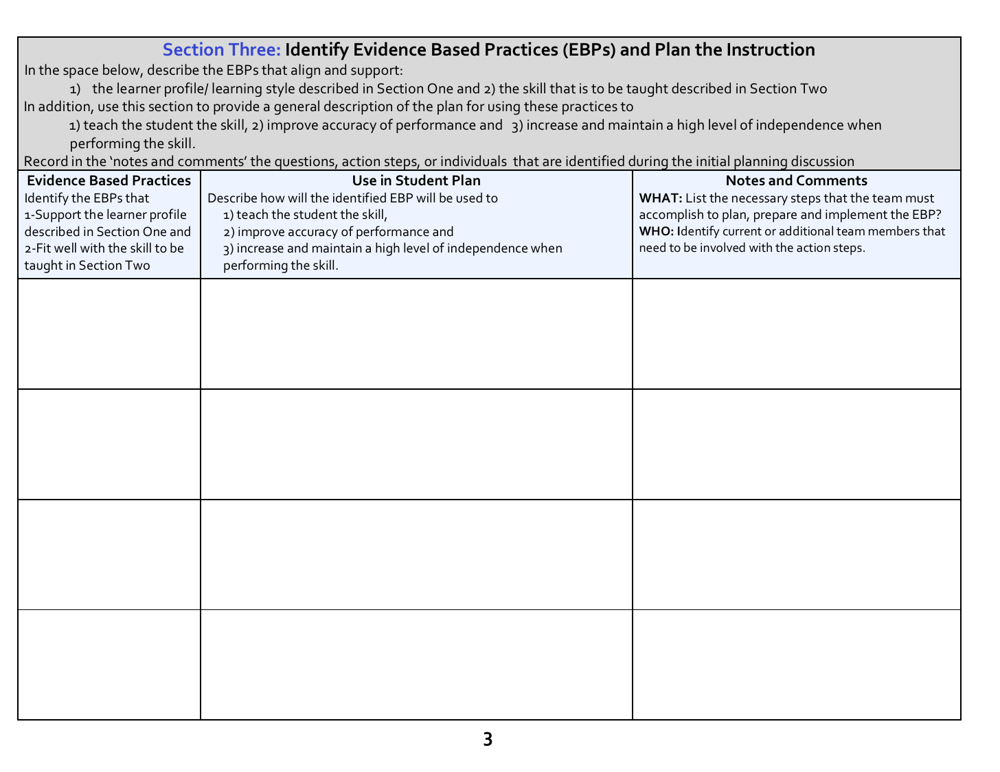 Section Three: Identify Evidence Based Practices (EBPs) and Plan the Instruction
In the space below, describe the EBPs that align and support:
1) the learner profile/ learning style described in Section One and 2) the skill that is to be taught described in Section Two
In addition, use this section to provide a general description of the plan for using these practices to
1) teach the student the skill, 2) improve accuracy of performance and 3) increase and maintain a high level of independence when
performing the skill.
Record in the ‘notes and comments’ the questions, action steps, or individuals that are identified during the initial planning discussion
Evidence Based Practices
Identify the EBPs that
1-Support the learner profile
described in Section One and
2-Fit well with the skill to be
taught in Section Two
Use in Student Plan
Describe how will the identified EBP will be used to
1) teach the student the skill,
2) improve accuracy of performance and
3) increase and maintain a high level of independence when
performing the skill.
Notes and Comments
WHAT: List the necessary steps that the team must
accomplish to plan, prepare and implement the EBP?
WHO: Identify current or additional team members that
need to be involved with the action steps.
3